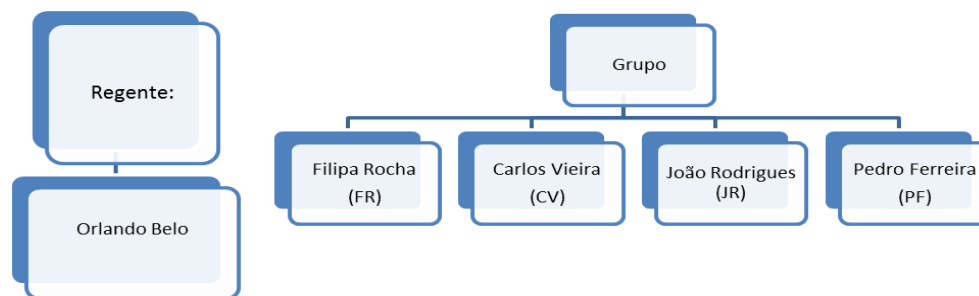 Regente:
Orlando Belo
Grupo
Filipa Rocha
(FR)
Carlos Vieira
(CV)
João Rodrigues
(JR)
Pedro Ferreira
(PF)